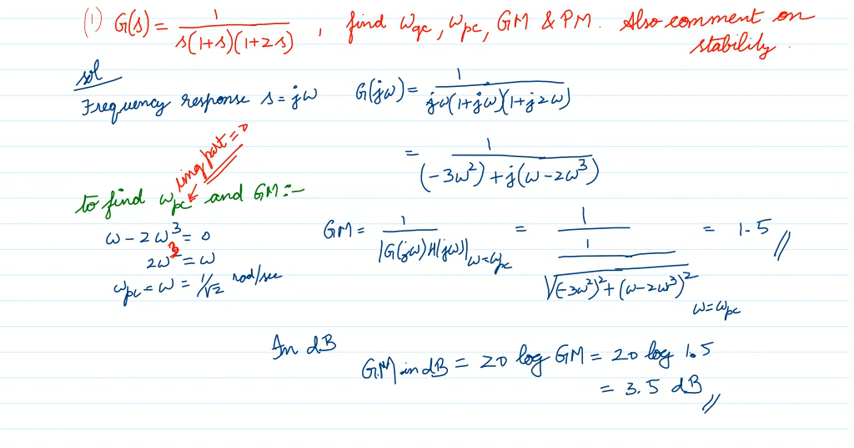 (1) G(s) = 1 / s(1+s)(1+2s) , find ωgc, ωpc, GM & PM. Also comment on
stability.
sol
Frequency response s = jω G(jω) = 1 / jω(1+jω)(1+j2ω)
= 1 / (-3ω²) + j(ω-2ω³)
img part = 0
to find ωpc and GM:-
ω - 2ω³ = 0
2ω³ = ω
ωpc = ω = 1/√2 rad/sec
GM = 1 / |G(jω)H(jω)|ω=ωpc = 1 / (1 / √(-3ω²)² + (ω-2ω³)²) ω=ωpc = 1.5 //
In dB
GM in dB = 20 log GM = 20 log 1.5
= 3.5 dB //